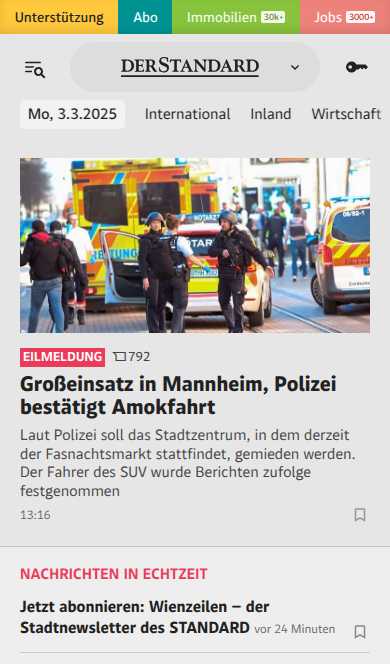 Unterstützung Abo Immobilien 30k+ Jobs 3000+
DERSTANDARD
Mo, 3.3.2025 International Inland Wirtschaft
NOTARZT
NOTARZT
EILMELDUNG 792
Großeinsatz in Mannheim, Polizei
bestätigt Amokfahrt
Laut Polizei soll das Stadtzentrum, in dem derzeit
der Fasnachtsmarkt stattfindet, gemieden werden.
Der Fahrer des SUV wurde Berichten zufolge
festgenommen
13:16
NACHRICHTEN IN ECHTZEIT
Jetzt abonnieren: Wienzeilen – der
Stadtnewsletter des STANDARD vor 24 Minuten